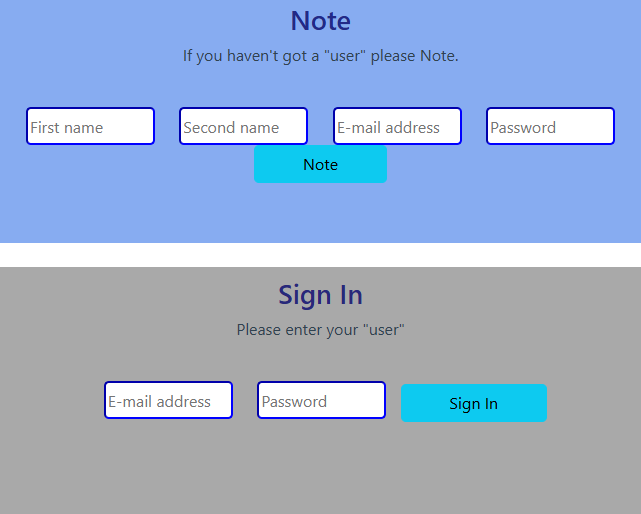 Note
If you haven't got a "user" please Note.
First name Second name E-mail address Password
Note
Sign In
Please enter your "user"
E-mail address Password Sign In